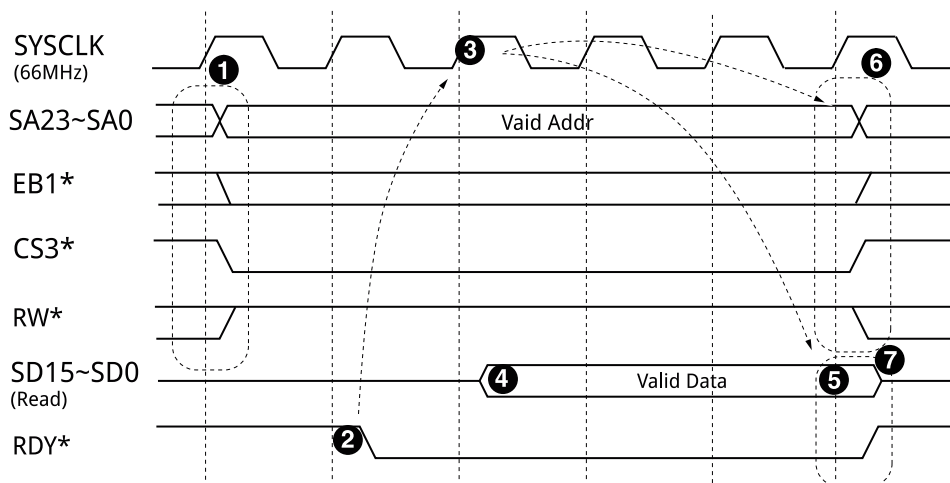 SYSCLK
(66MHz)
SA23~SA0
Vaid Addr
EB1*
CS3*
RW*
SD15~SD0
(Read)
Valid Data
RDY*
1
2
3
4
5
6
7